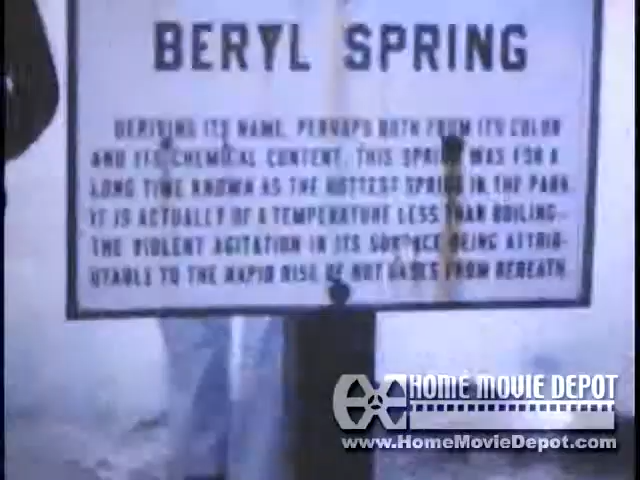 BERYL SPRING
DERIVING ITS NAME, PERHAPS BOTH FROM ITS COLOR
AND ITS CHEMICAL CONTENT, THIS SPRING WAS FOR A
LONG TIME KNOWN AS THE HOTTEST SPRING IN THE PARK.
IT IS ACTUALLY OF A TEMPERATURE LESS THAN BOILING—
THE VIOLENT AGITATION IN ITS SURFACE BEING ATTRIB-
UTABLE TO THE RAPID RISE OF HOT GASES FROM BENEATH.
HOME MOVIE DEPOT
www.HomeMovieDepot.com